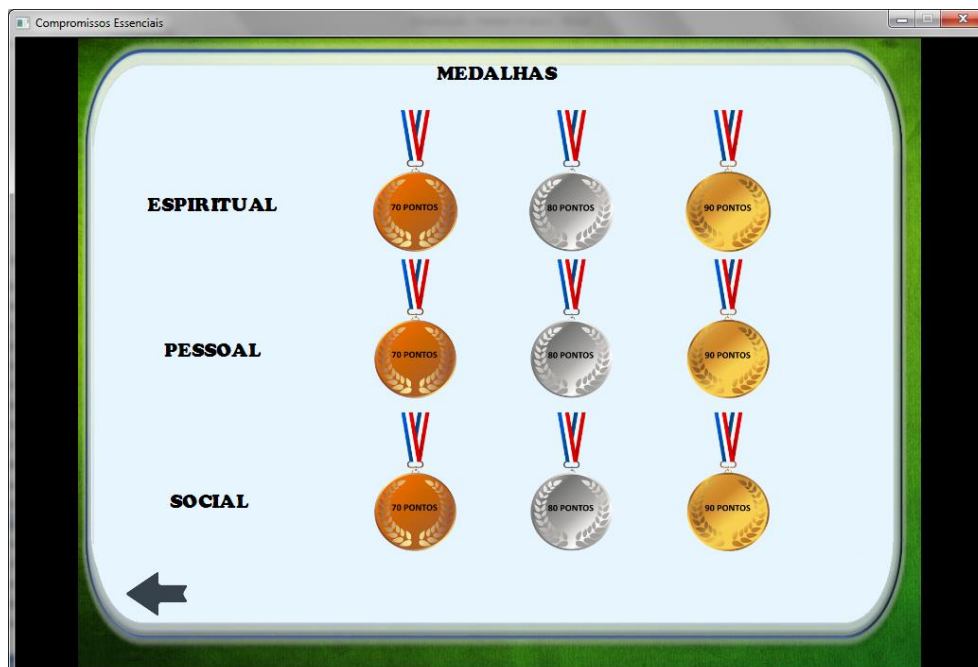 Compromissos Essenciais
MEDALHAS
ESPIRITUAL
70 PONTOS
80 PONTOS
90 PONTOS
PESSOAL
70 PONTOS
80 PONTOS
90 PONTOS
SOCIAL
70 PONTOS
80 PONTOS
90 PONTOS